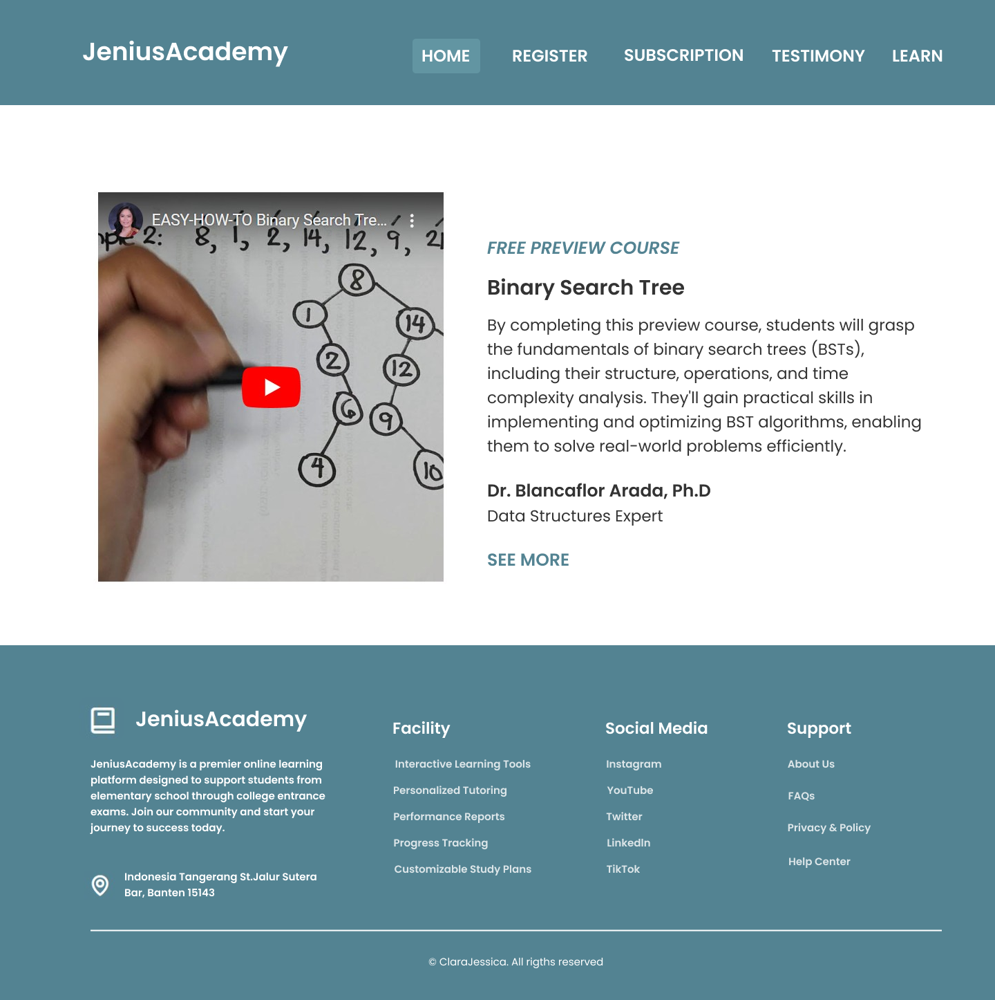 JeniusAcademy
HOME
REGISTER
SUBSCRIPTION
TESTIMONY
LEARN
EASY-HOW-TO Binary Search Tre...
2: 8, 1, 2, 14, 12, 9,
8
1
14
2
12
6
9
4
10
FREE PREVIEW COURSE
Binary Search Tree
By completing this preview course, students will grasp
the fundamentals of binary search trees (BSTs),
including their structure, operations, and time
complexity analysis. They'll gain practical skills in
implementing and optimizing BST algorithms, enabling
them to solve real-world problems efficiently.
Dr. Blancaflor Arada, Ph.D
Data Structures Expert
SEE MORE
JeniusAcademy
JeniusAcademy is a premier online learning
platform designed to support students from
elementary school through college entrance
exams. Join our community and start your
journey to success today.
Indonesia Tangerang St.Jalur Sutera
Bar, Banten 15143
Facility
Interactive Learning Tools
Personalized Tutoring
Performance Reports
Progress Tracking
Customizable Study Plans
Social Media
Instagram
YouTube
Twitter
Linkedln
TikTok
Support
About Us
FAQs
Privacy & Policy
Help Center
© ClaraJessica. All rigths reserved